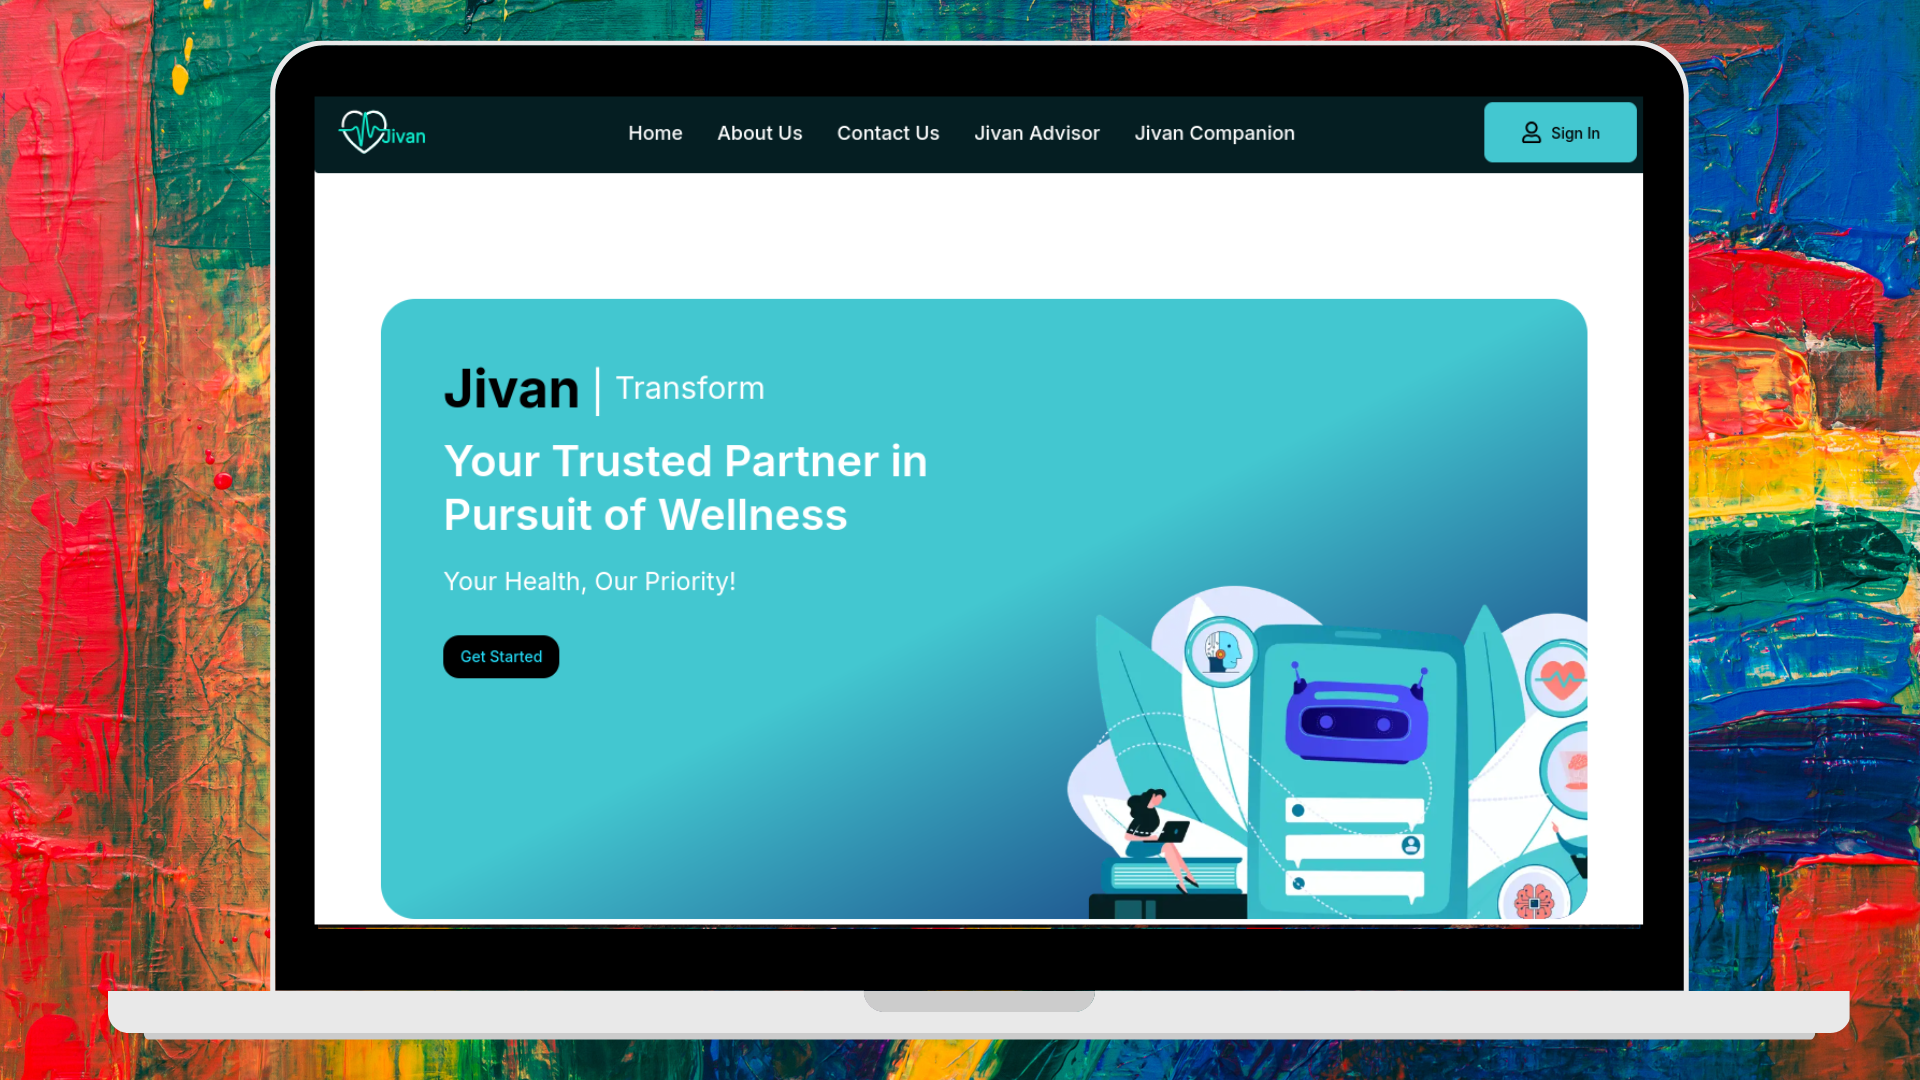 Jivan
Home
About Us
Contact Us
Jivan Advisor
Jivan Companion
Sign In
Jivan | Transform
Your Trusted Partner in
Pursuit of Wellness
Your Health, Our Priority!
Get Started